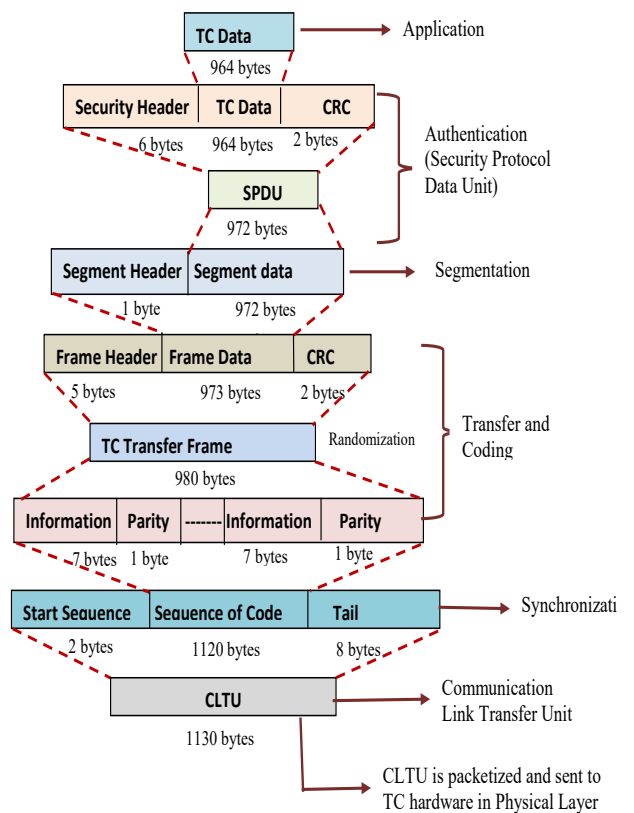 TC Data
Application
964 bytes
Security Header TC Data CRC
6 bytes 964 bytes 2 bytes
Authentication
(Security Protocol
Data Unit)
SPDU
972 bytes
Segment Header Segment data
Segmentation
1 byte 972 bytes
Frame Header Frame Data CRC
5 bytes 973 bytes 2 bytes
TC Transfer Frame
Randomization
Transfer and
Coding
980 bytes
Information Parity ------- Information Parity
7 bytes 1 byte 7 bytes 1 byte
Start Sequence Sequence of Code Tail
Synchronizati
2 bytes 1120 bytes 8 bytes
CLTU
Communication
Link Transfer Unit
1130 bytes
CLTU is packetized and sent to
TC hardware in Physical Layer